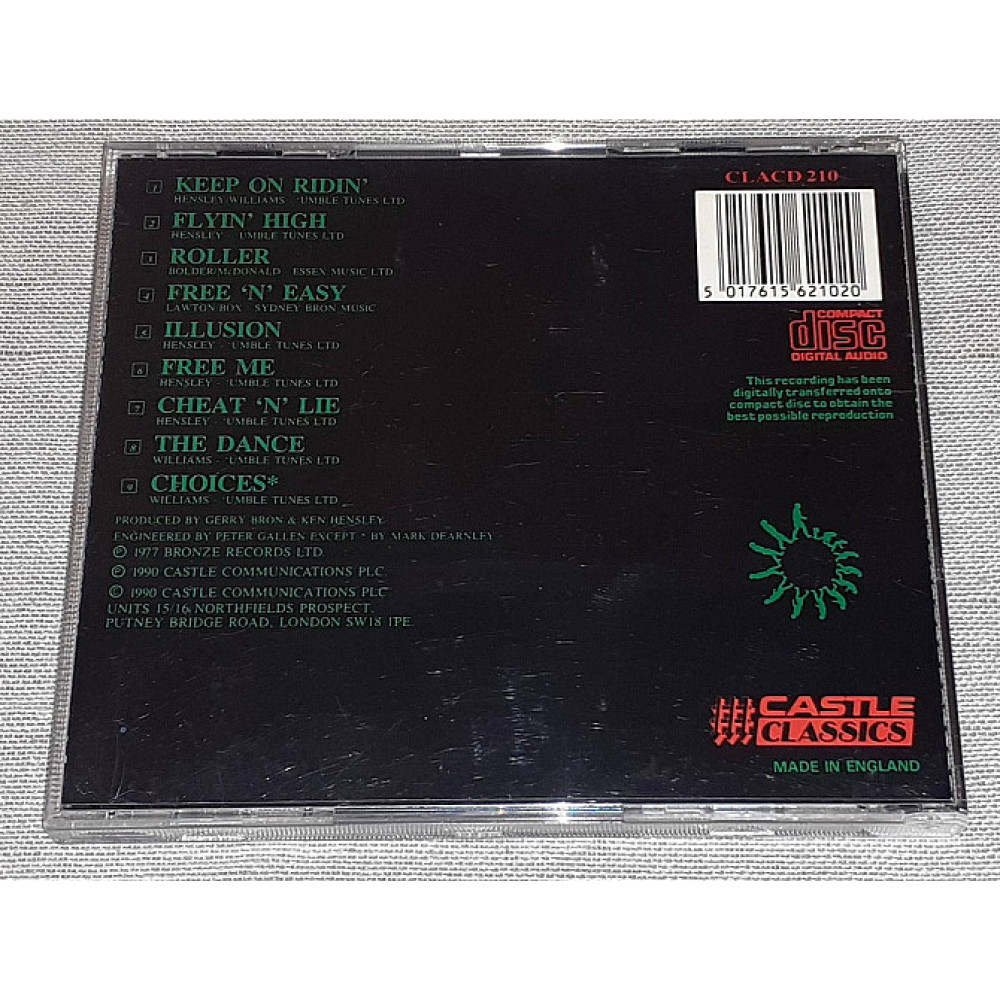 1 KEEP ON RIDIN'
HENSLEY/WILLIAMS - 'UMBLE TUNES LTD
2 FLYIN' HIGH
HENSLEY - 'UMBLE TUNES LTD
3 ROLLER
BOLDER/McDONALD - ESSEX MUSIC LTD
4 FREE 'N' EASY
LAWTON/BOX - SYDNEY BRON MUSIC
5 ILLUSION
HENSLEY - 'UMBLE TUNES LTD
6 FREE ME
HENSLEY - 'UMBLE TUNES LTD
7 CHEAT 'N' LIE
HENSLEY - 'UMBLE TUNES LTD
8 THE DANCE
WILLIAMS - 'UMBLE TUNES LTD
9 CHOICES*
WILLIAMS - 'UMBLE TUNES LTD.
PRODUCED BY GERRY BRON & KEN HENSLEY.
ENGINEERED BY PETER GALLEN EXCEPT * BY MARK DEARNLEY
℗ 1977 BRONZE RECORDS LTD.
℗ 1990 CASTLE COMMUNICATIONS PLC
© 1990 CASTLE COMMUNICATIONS PLC
UNITS 15/16, NORTHFIELDS PROSPECT,
PUTNEY BRIDGE ROAD, LONDON SW18 1PE.
CLACD 210
5 017615 621020
COMPACT
disc
DIGITAL AUDIO
This recording has been
digitally transferred onto
compact disc to obtain the
best possible reproduction
CASTLE
CLASSICS
MADE IN ENGLAND